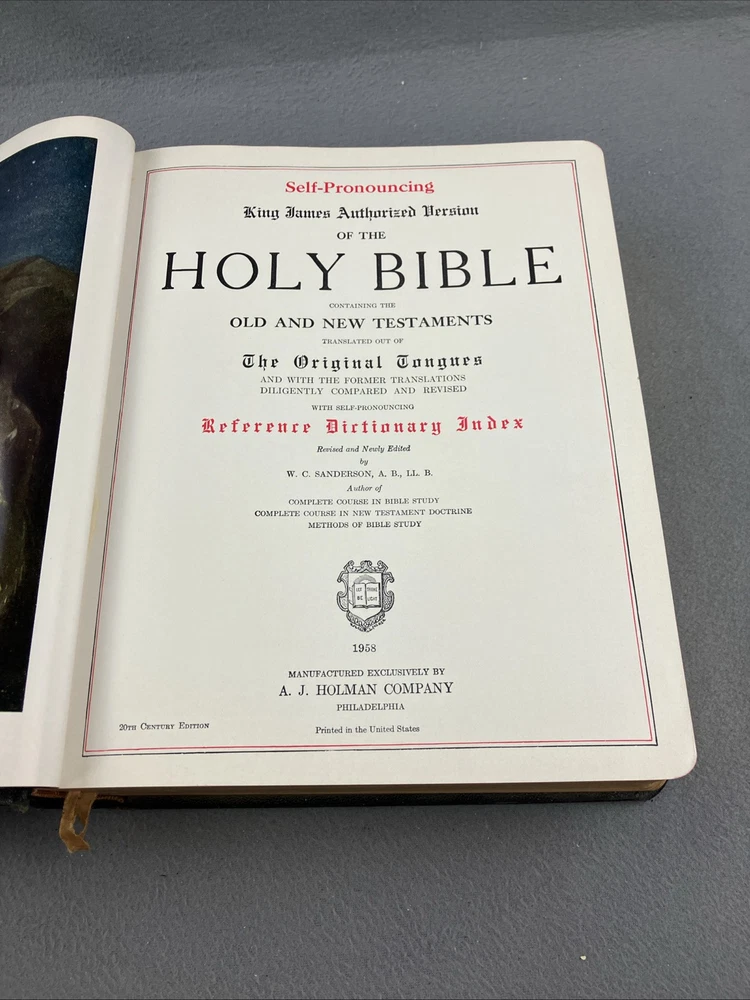 Self-Pronouncing
King James Authorized Version
OF THE
HOLY BIBLE
CONTAINING THE
OLD AND NEW TESTAMENTS
TRANSLATED OUT OF
The Original Tongues
AND WITH THE FORMER TRANSLATIONS
DILIGENTLY COMPARED AND REVISED
WITH SELF-PRONOUNCING
Reference Dictionary Index
Revised and Newly Edited
by
W. C. SANDERSON, A. B., LL. B.
Author of
COMPLETE COURSE IN BIBLE STUDY
COMPLETE COURSE IN NEW TESTAMENT DOCTRINE
METHODS OF BIBLE STUDY
LET THERE
BE LIGHT
1958
MANUFACTURED EXCLUSIVELY BY
A. J. HOLMAN COMPANY
PHILADELPHIA
20TH CENTURY EDITION
Printed in the United States